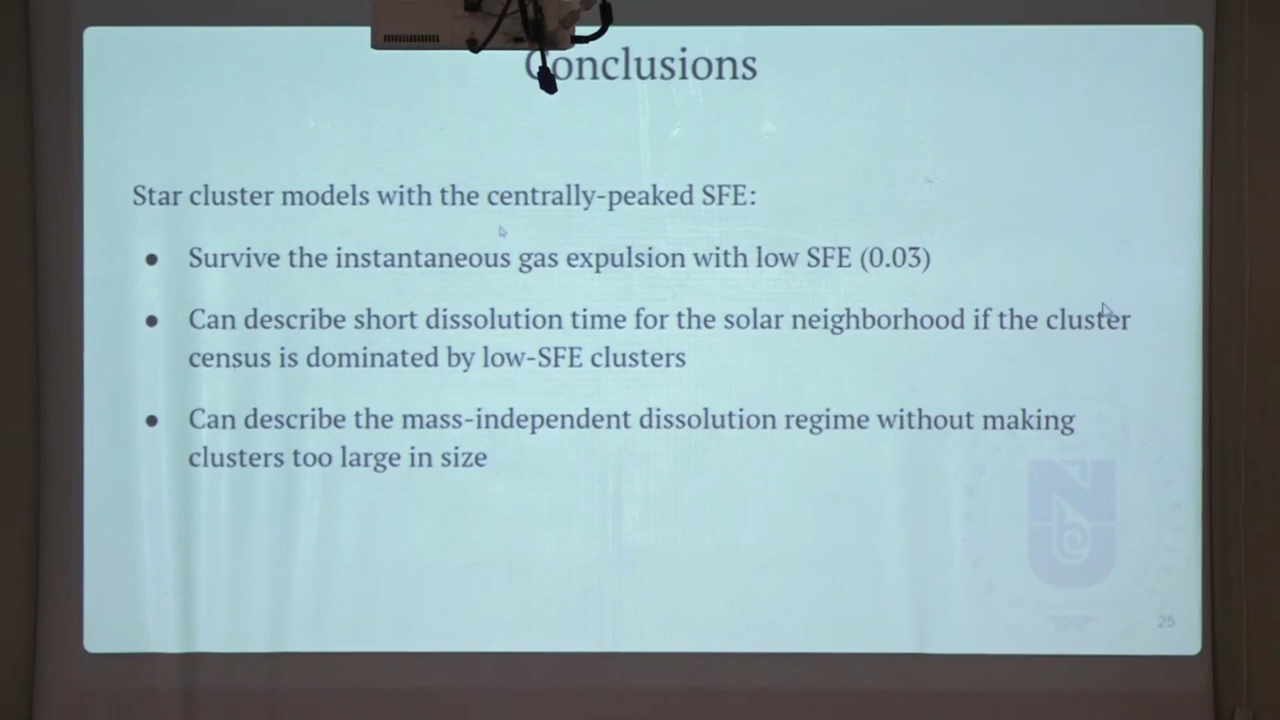 Conclusions
Star cluster models with the centrally-peaked SFE:
● Survive the instantaneous gas expulsion with low SFE (0.03)
● Can describe short dissolution time for the solar neighborhood if the cluster
census is dominated by low-SFE clusters
● Can describe the mass-independent dissolution regime without making
clusters too large in size
25